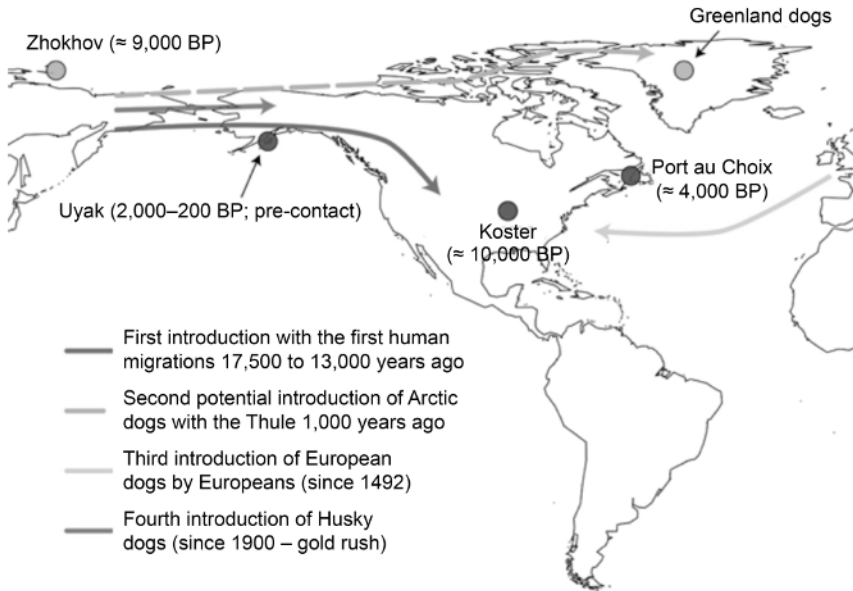 Greenland dogs
Zhokhov (≈ 9,000 BP)
Port au Choix
(≈ 4,000 BP)
Uyak (2,000–200 BP; pre-contact)
Koster
(≈ 10,000 BP)
First introduction with the first human
migrations 17,500 to 13,000 years ago
Second potential introduction of Arctic
dogs with the Thule 1,000 years ago
Third introduction of European
dogs by Europeans (since 1492)
Fourth introduction of Husky
dogs (since 1900 – gold rush)